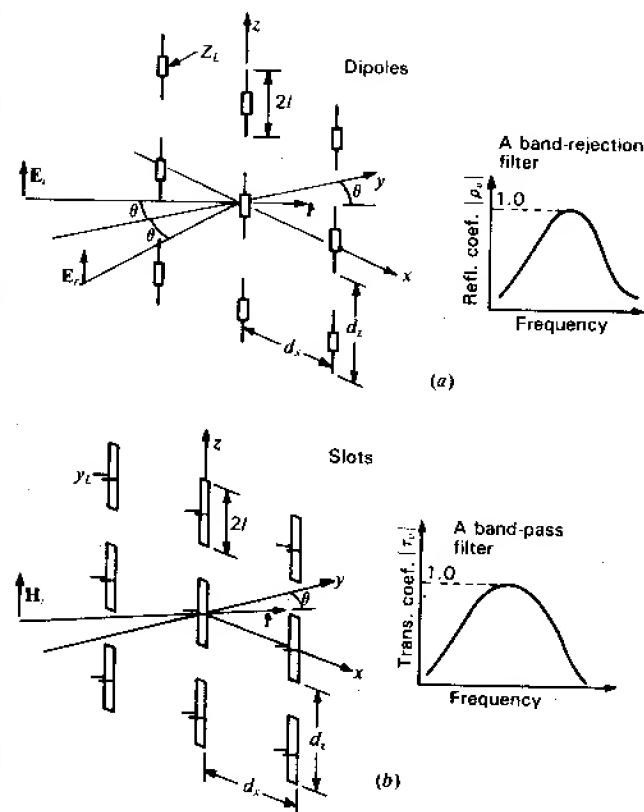 z
Z_L
Dipoles
2l
E_i
θ
θ
θ
y
E_r
x
d_z
d_x
(a)
A band-rejection
filter
1.0
Refl. coef. |ρ_v|
Frequency
z
Slots
y_L
2l
H_i
y
θ
x
d_z
d_x
(b)
A band-pass
filter
1.0
Trans. coef. |τ_v|
Frequency